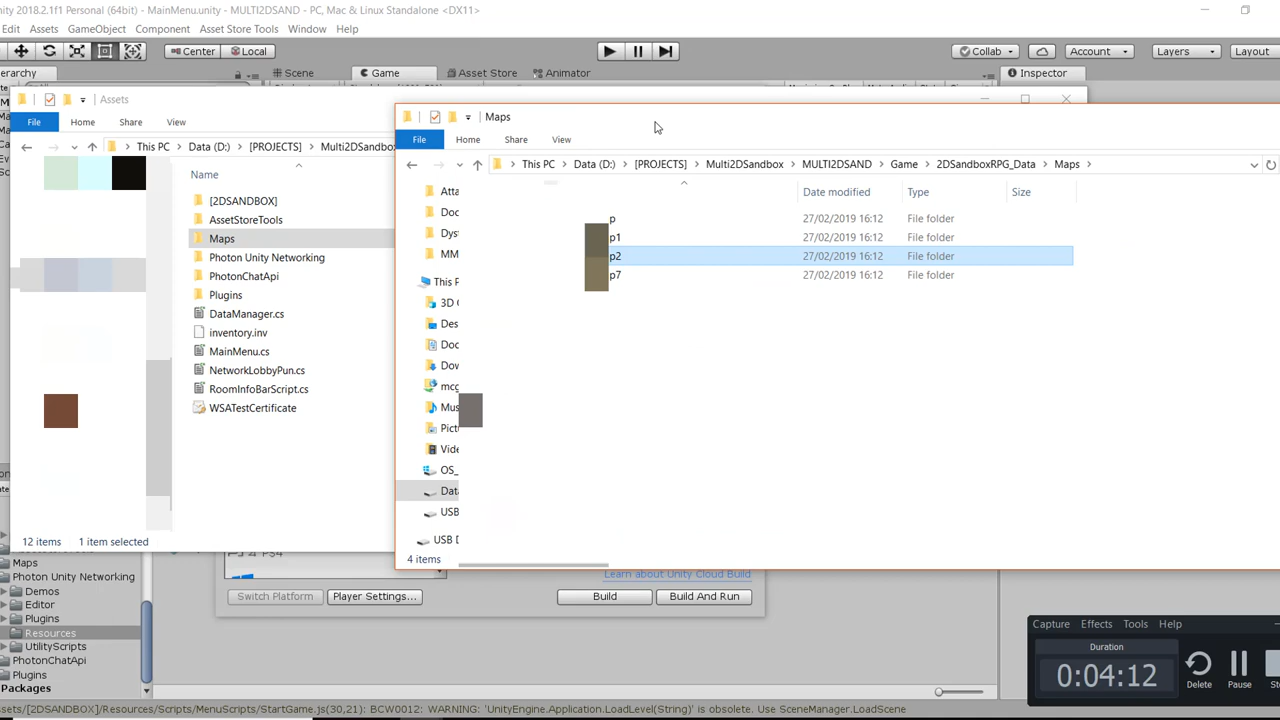 nity 2018.2.1f1 Personal (64bit) - MainMenu.unity - MULTI2DSAND - PC, Mac & Linux Standalone <DX11>
Edit Assets GameObject Component Asset Store Tools Window Help
Center Local Collab Account Layers Layout
erarchy Scene Game Asset Store Animator Inspector
Assets
File Home Share View
This PC Data (D:) [PROJECTS] Multi2DSandbox
Name
[2DSANDBOX]
AssetStoreTools
Maps
Photon Unity Networking
PhotonChatApi
Plugins
DataManager.cs
inventory.inv
MainMenu.cs
NetworkLobbyPun.cs
RoomInfoBarScript.cs
WSATestCertificate
12 items 1 item selected
Maps
File Home Share View
This PC Data (D:) [PROJECTS] Multi2DSandbox MULTI2DSAND Game 2DSandboxRPG_Data Maps
Date modified Type Size
p 27/02/2019 16:12 File folder
p1 27/02/2019 16:12 File folder
p2 27/02/2019 16:12 File folder
p7 27/02/2019 16:12 File folder
Atta
Doc
Dys
MM
This P
3D
Des
Doc
Dov
mcg
Mus
Pict
Vide
OS_
Data
USB
USB D
4 items
Learn about Unity Cloud Build
Switch Platform Player Settings... Build Build And Run
Maps
Photon Unity Networking
Demos
Editor
Plugins
Resources
UtilityScripts
PhotonChatApi
Plugins
Packages
Capture Effects Tools Help
Duration
0:04:12
Delete Pause Sto
ssets/[2DSANDBOX]/Resources/Scripts/MenuScripts/StartGame.js(30,21): BCW0012: WARNING: 'UnityEngine.Application.LoadLevel(String)' is obsolete. Use SceneManager.LoadScene